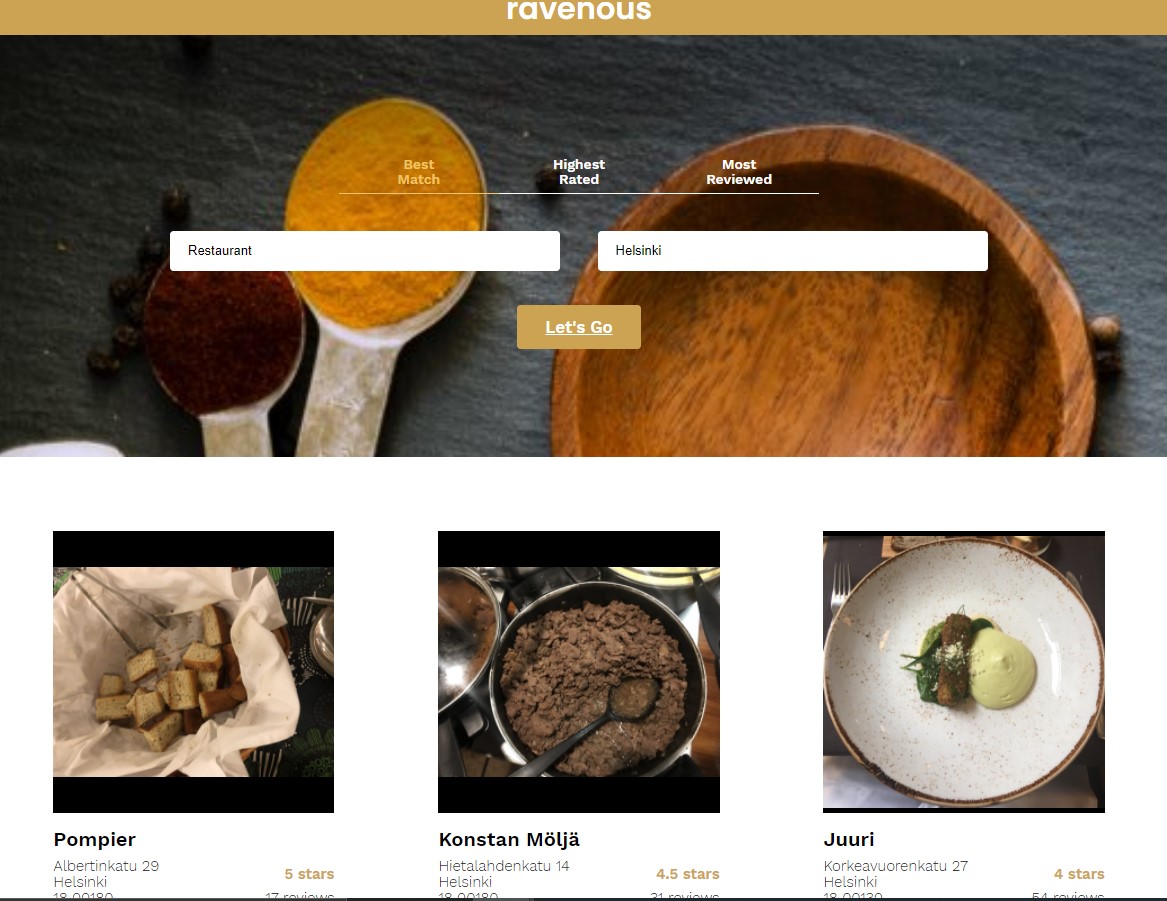 ravenous
Best Match
Highest Rated
Most Reviewed
Restaurant
Helsinki
Let's Go
Pompier
Albertinkatu 29
Helsinki
18 00180
5 stars
17 reviews
Konstan Möljä
Hietalahdenkatu 14
Helsinki
18 00180
4.5 stars
31 reviews
Juuri
Korkeavuorenkatu 27
Helsinki
18 00130
4 stars
54 reviews